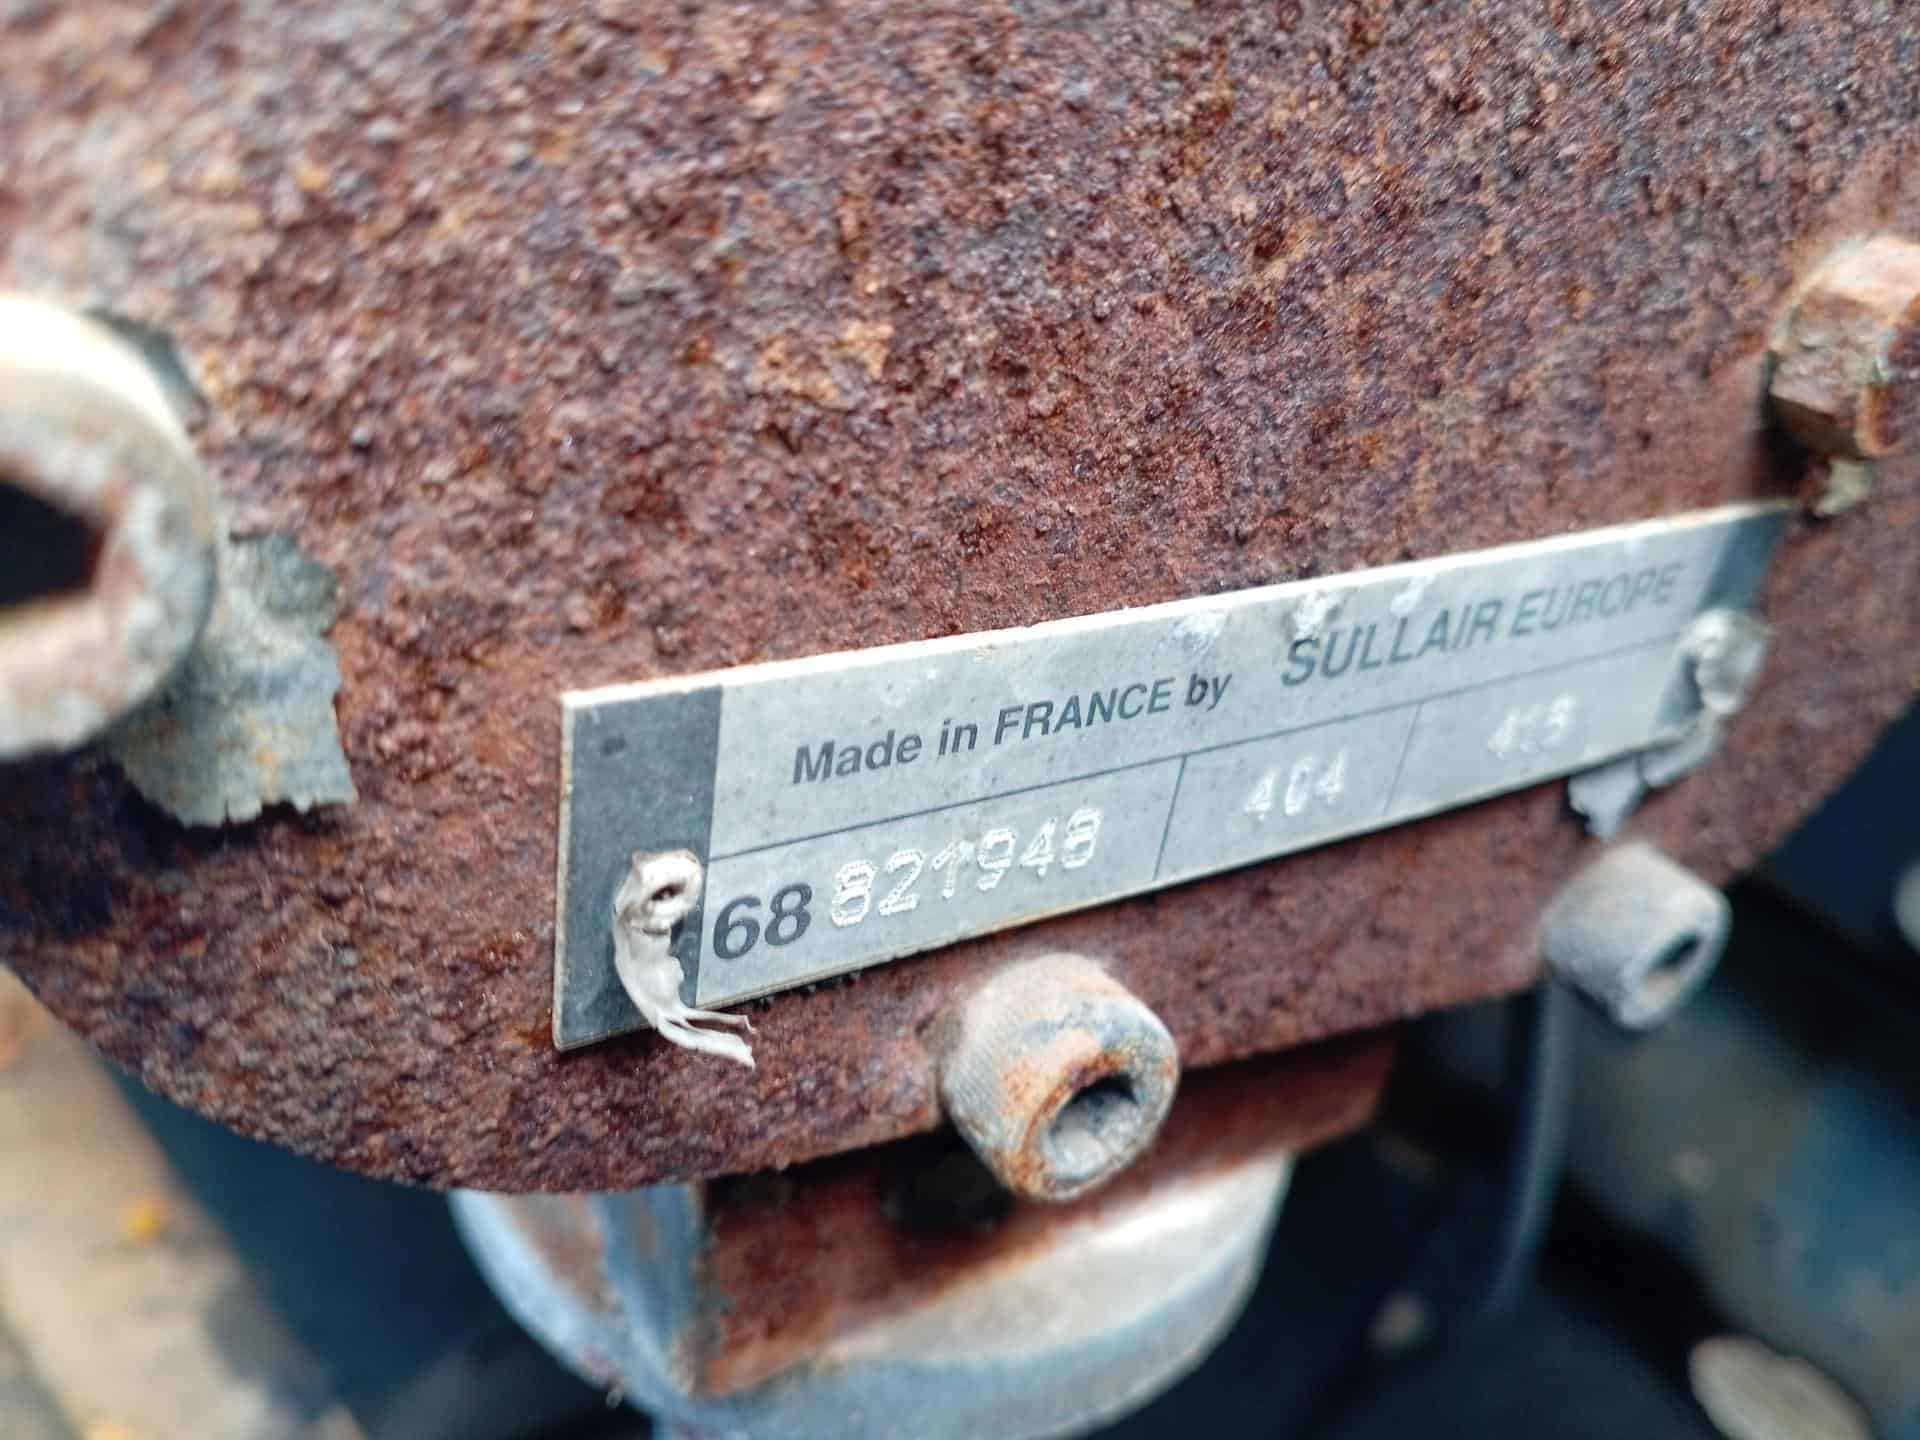 Made in FRANCE by SULLAIR EUROPE
68 821948 404